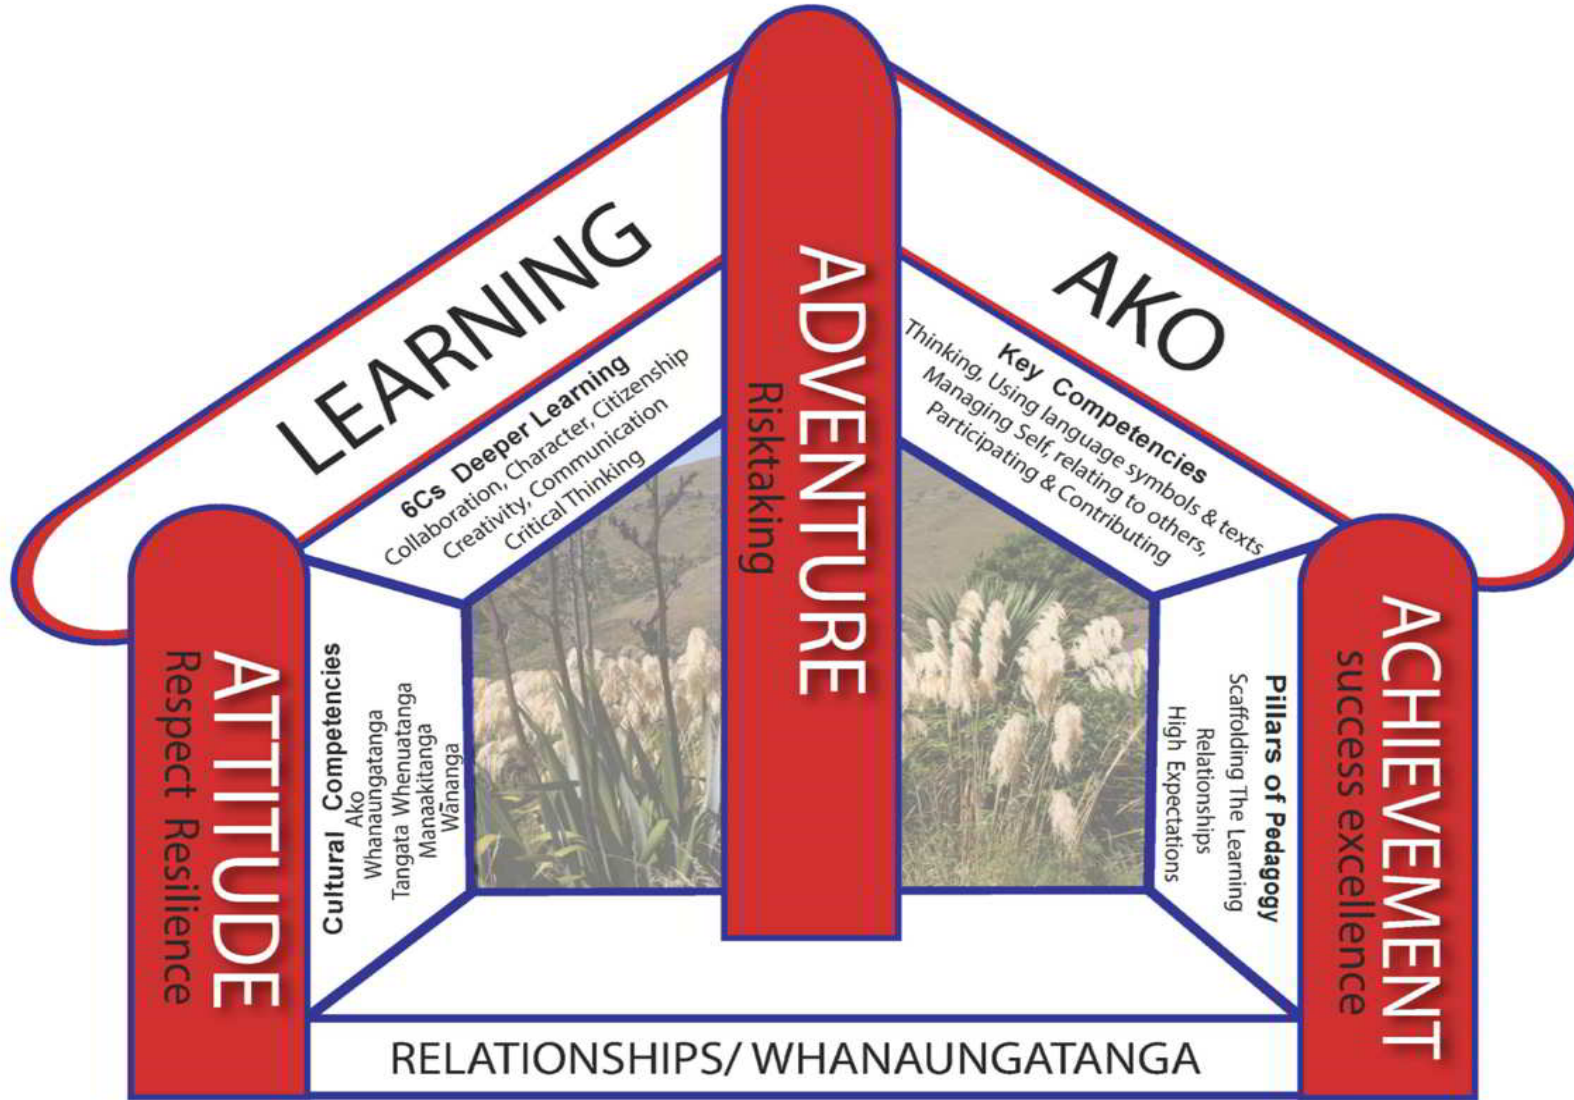 LEARNING
AKO
ADVENTURE
Risktaking
6Cs Deeper Learning
Collaboration, Character, Citizenship
Creativity, Communication
Critical Thinking
Key Competencies
Thinking, Using language symbols & texts
Managing Self, relating to others,
Participating & Contributing
ATTITUDE
Respect Resilience
Cultural Competencies
Ako
Whanaungatanga
Tangata Whenuatanga
Manaakitanga
Wānanga
Pillars of Pedagogy
Scaffolding The Learning
Relationships
High Expectations
ACHIEVEMENT
success excellence
RELATIONSHIPS/ WHANAUNGATANGA